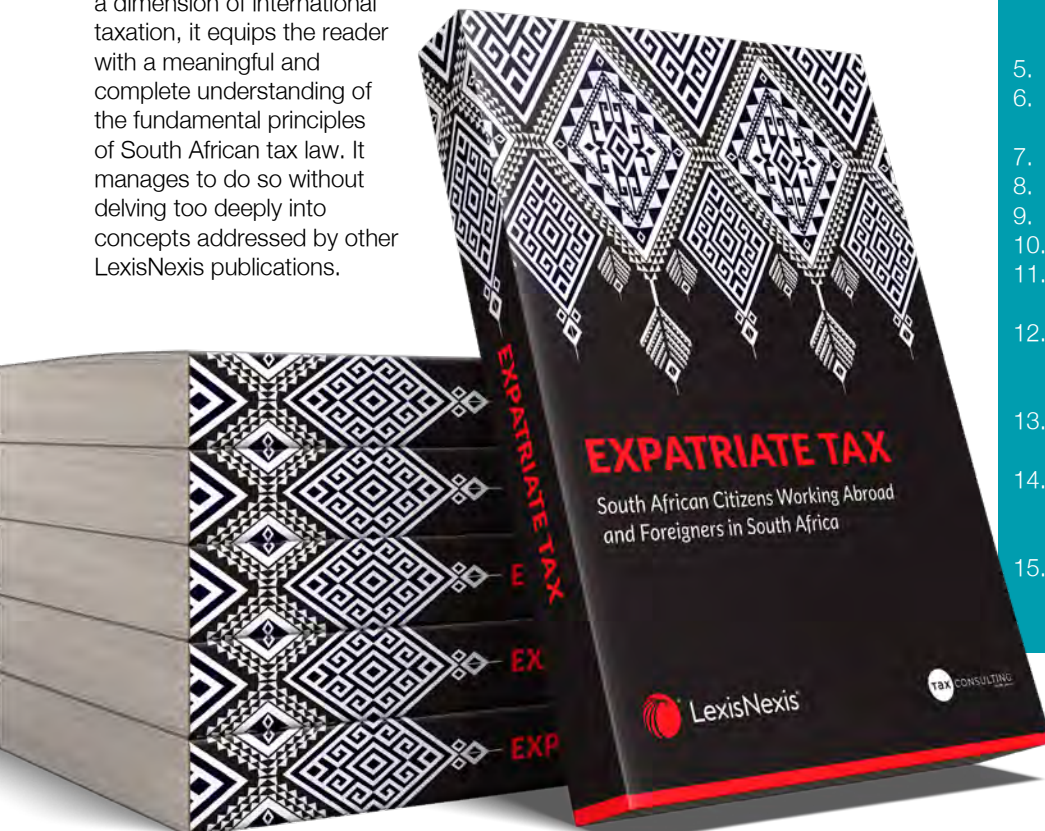 a dimension of international
taxation, it equips the reader
with a meaningful and
complete understanding of
the fundamental principles
of South African tax law. It
manages to do so without
delving too deeply into
concepts addressed by other
LexisNexis publications.
5.
6.
7.
8.
9.
10.
11.
12.
13.
14.
15.
EXPATRIATE TAX
E
EX
EXP
EXPATRIATE TAX
South African Citizens Working Abroad
and Foreigners in South Africa
LexisNexis
Tax CONSULTING